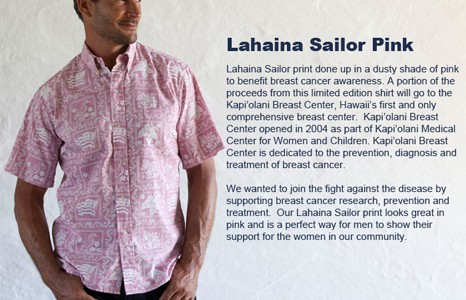 Lahaina Sailor Pink
Lahaina Sailor print done up in a dusty shade of pink
to benefit breast cancer awareness. A portion of the
proceeds from this limited edition shirt will go to the
Kapi'olani Breast Center, Hawaii's first and only
comprehensive breast center.  Kapi'olani Breast
Center opened in 2004 as part of Kapi'olani Medical
Center for Women and Children. Kapi'olani Breast
Center is dedicated to the prevention, diagnosis and
treatment of breast cancer.
We wanted to join the fight against the disease by
supporting breast cancer research, prevention and
treatment.  Our Lahaina Sailor print looks great in
pink and is a perfect way for men to show their
support for the women in our community.